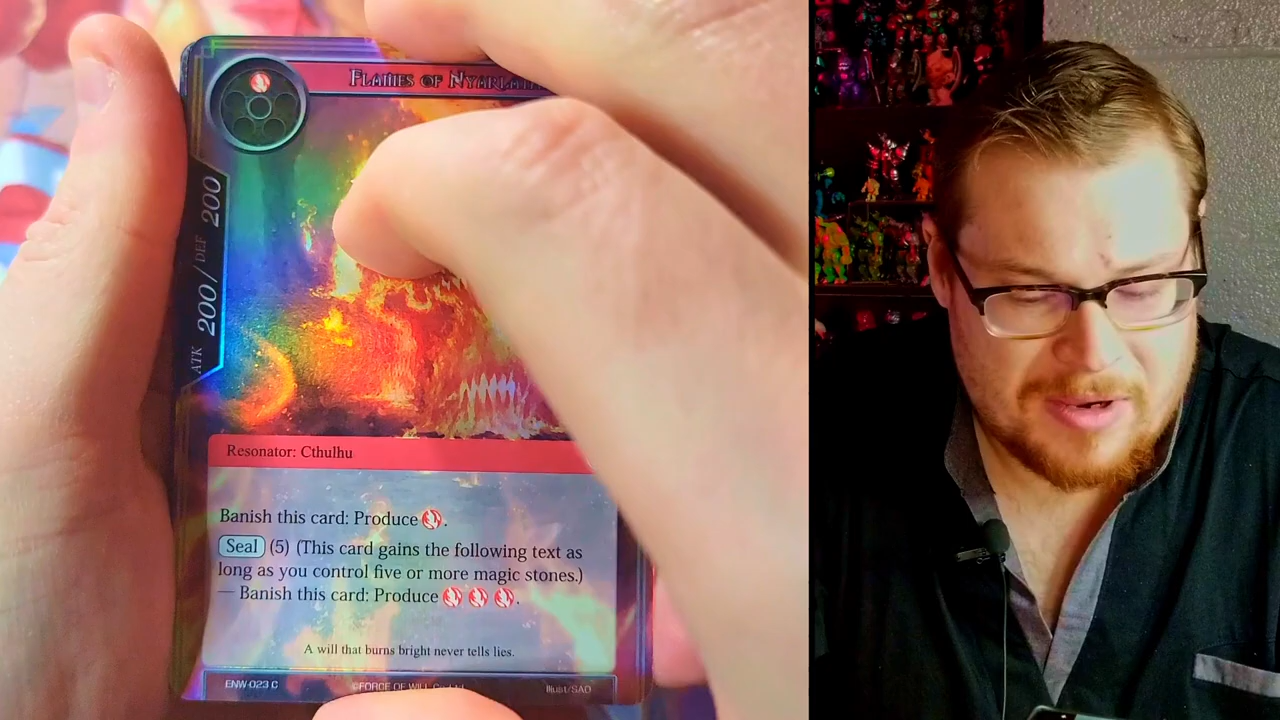 FLAMES OF
ATK 200 / DEF 200
Resonator: Cthulhu
Banish this card: Produce .
Seal (5) (This card gains the following text as
long as you control five or more magic stones.)
— Banish this card: Produce .
A will that burns bright never tells lies.
ENW-023 C
©FORCE OF WILL Co.,Ltd.
Illust/SAO